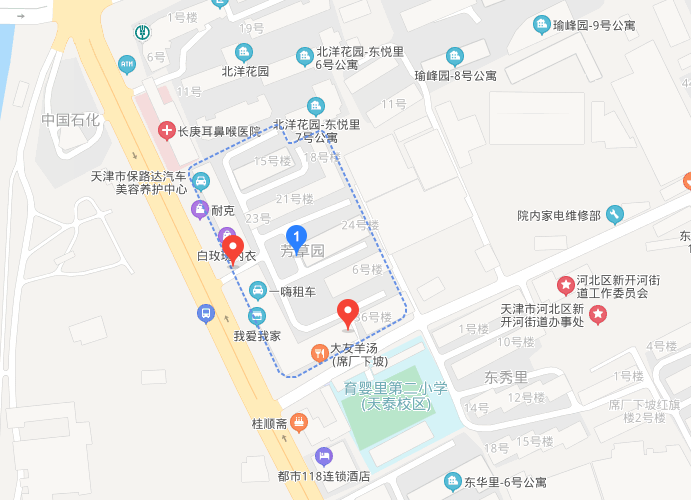 1号楼
19号
瑜峰园-9号公寓
6号
ATM
北洋花园
北洋花园-东悦里
6号公寓
瑜峰园-8号公寓
11号
11号
中国石化
长庚耳鼻喉医院
北洋花园-东悦里
7号公寓
15号楼
18号楼
天津市保路达汽车
美容养护中心
21号楼
耐克
23号
24号楼
院内家电维修部
1
芳草园
白玫瑰内衣
6号楼
一嗨租车
河北区新开河街
道工作委员会
天津市河北区新
开河街道办事处
36号楼
我爱我家
1号楼
10号楼
大友羊汤
(席厂下坡)
4号楼
东秀里
1号楼
育婴里第二小学
(天泰校区)
12号楼
14号
席厂下坡红旗
楼2号楼
桂顺斋
15号楼
18号
都市118连锁酒店
东华里-6号公寓